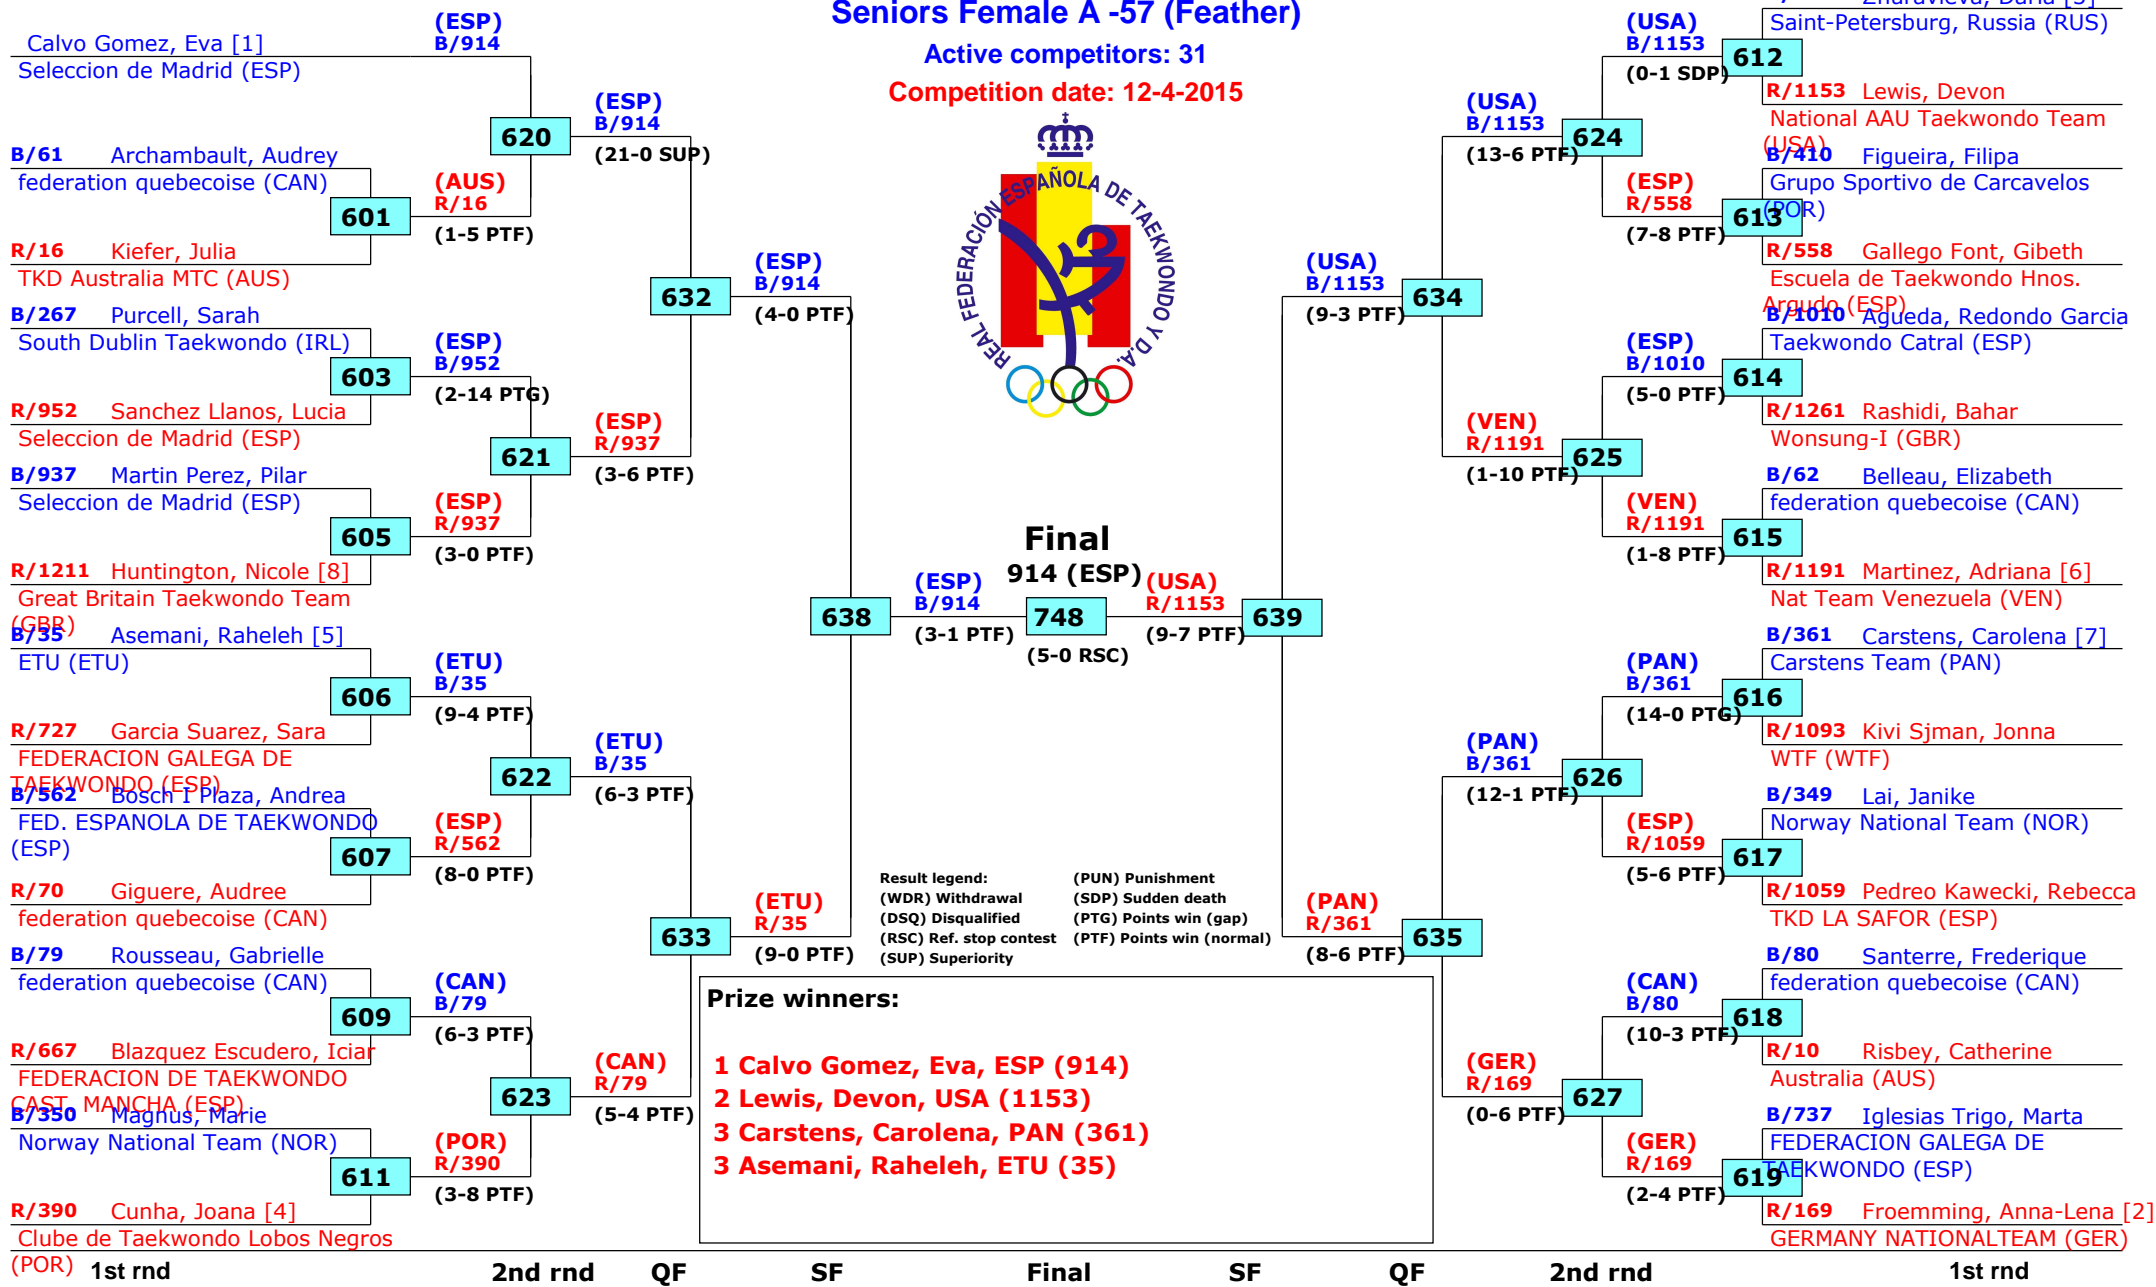 Seniors Female A -57 (Feather)
Active competitors: 31
Competition date: 12-4-2015
REAL FEDERACIÓN ESPAÑOLA DE TAEKWONDO Y D.A.
Calvo Gomez, Eva [1]
Seleccion de Madrid (ESP)
B/61 Archambault, Audrey
federation quebecoise (CAN)
601
R/16 Kiefer, Julia
TKD Australia MTC (AUS)
B/267 Purcell, Sarah
South Dublin Taekwondo (IRL)
603
R/952 Sanchez Llanos, Lucia
Seleccion de Madrid (ESP)
B/937 Martin Perez, Pilar
Seleccion de Madrid (ESP)
605
R/1211 Huntington, Nicole [8]
Great Britain Taekwondo Team
(GBR)
B/35 Asemani, Raheleh [5]
ETU (ETU)
606
R/727 Garcia Suarez, Sara
FEDERACION GALEGA DE
TAEKWONDO (ESP)
B/562 Bosch I Plaza, Andrea
FED. ESPANOLA DE TAEKWONDO
(ESP)
607
R/70 Giguere, Audree
federation quebecoise (CAN)
B/79 Rousseau, Gabrielle
federation quebecoise (CAN)
609
R/667 Blazquez Escudero, Iciar
FEDERACION DE TAEKWONDO
CAST. MANCHA (ESP)
B/350 Magnus, Marie
Norway National Team (NOR)
611
R/390 Cunha, Joana [4]
Clube de Taekwondo Lobos Negros
(POR)
(ESP)
B/914
620
(AUS)
R/16
(1-5 PTF)
(ESP)
B/952
(2-14 PTG)
621
(ESP)
R/937
(3-0 PTF)
(ETU)
B/35
(9-4 PTF)
622
(ESP)
R/562
(8-0 PTF)
(CAN)
B/79
(6-3 PTF)
623
(POR)
R/390
(3-8 PTF)
(ESP)
B/914
(21-0 SUP)
632
(ESP)
R/937
(3-6 PTF)
(ETU)
B/35
(6-3 PTF)
633
(CAN)
R/79
(5-4 PTF)
(ESP)
B/914
(4-0 PTF)
638
(ETU)
R/35
(9-0 PTF)
(ESP)
B/914
(3-1 PTF)
Final
914 (ESP)
748
(5-0 RSC)
(USA)
R/1153
(9-7 PTF)
639
(USA)
B/1153
(9-3 PTF)
634
(PAN)
R/361
(8-6 PTF)
635
(USA)
B/1153
(13-6 PTF)
624
(VEN)
R/1191
(1-10 PTF)
625
(PAN)
B/361
(12-1 PTF)
626
(GER)
R/169
(0-6 PTF)
627
(USA)
B/1153
(0-1 SDP)
(ESP)
R/558
(7-8 PTF)
(ESP)
B/1010
(5-0 PTF)
(VEN)
R/1191
(1-8 PTF)
(PAN)
B/361
(14-0 PTG)
(ESP)
R/1059
(5-6 PTF)
(CAN)
B/80
(10-3 PTF)
(GER)
R/169
(2-4 PTF)
Saint-Petersburg, Russia (RUS)
612
R/1153 Lewis, Devon
National AAU Taekwondo Team
(USA)
B/410 Figueira, Filipa
Grupo Sportivo de Carcavelos
(POR)
613
R/558 Gallego Font, Gibeth
Escuela de Taekwondo Hnos.
Argudo (ESP)
B/1010 Agueda, Redondo Garcia
Taekwondo Catral (ESP)
614
R/1261 Rashidi, Bahar
Wonsung-I (GBR)
B/62 Belleau, Elizabeth
federation quebecoise (CAN)
615
R/1191 Martinez, Adriana [6]
Nat Team Venezuela (VEN)
B/361 Carstens, Carolena [7]
Carstens Team (PAN)
616
R/1093 Kivi Sjman, Jonna
WTF (WTF)
B/349 Lai, Janike
Norway National Team (NOR)
617
R/1059 Pedreo Kawecki, Rebecca
TKD LA SAFOR (ESP)
B/80 Santerre, Frederique
federation quebecoise (CAN)
618
R/10 Risbey, Catherine
Australia (AUS)
B/737 Iglesias Trigo, Marta
FEDERACION GALEGA DE
TAEKWONDO (ESP)
619
R/169 Froemming, Anna-Lena [2]
GERMANY NATIONALTEAM (GER)
Result legend:
(WDR) Withdrawal
(DSQ) Disqualified
(RSC) Ref. stop contest
(SUP) Superiority
(PUN) Punishment
(SDP) Sudden death
(PTG) Points win (gap)
(PTF) Points win (normal)
Prize winners:
1 Calvo Gomez, Eva, ESP (914)
2 Lewis, Devon, USA (1153)
3 Carstens, Carolena, PAN (361)
3 Asemani, Raheleh, ETU (35)
1st rnd 2nd rnd QF SF Final SF QF 2nd rnd 1st rnd